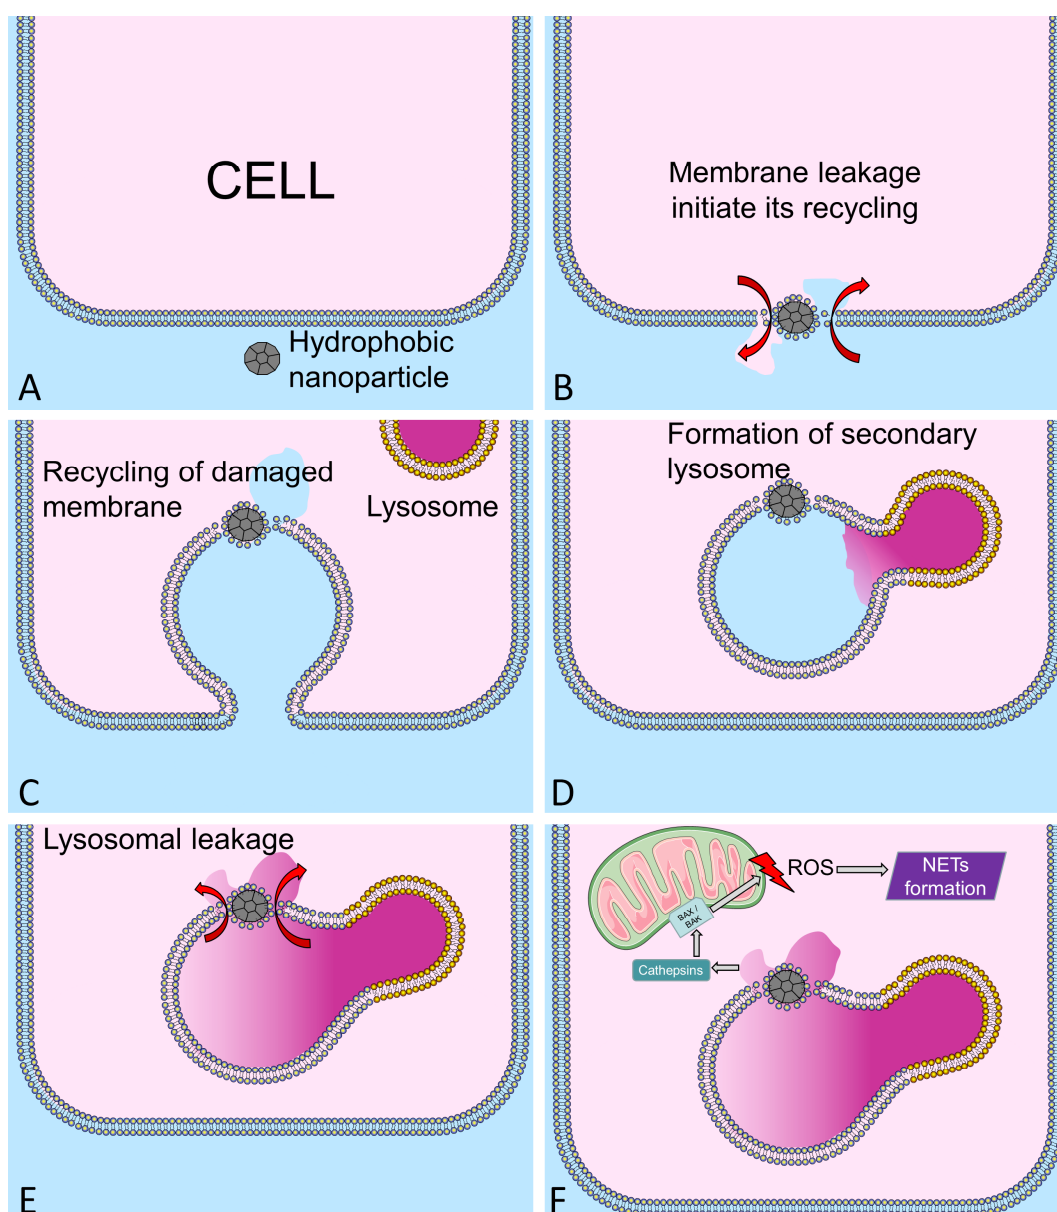 CELL
Hydrophobic
nanoparticle
A
Membrane leakage
initiate its recycling
B
Recycling of damaged
membrane
Lysosome
C
Formation of secondary
lysosome
D
Lysosomal leakage
E
ROS
NETs
formation
BAX /
BAK
Cathepsins
F